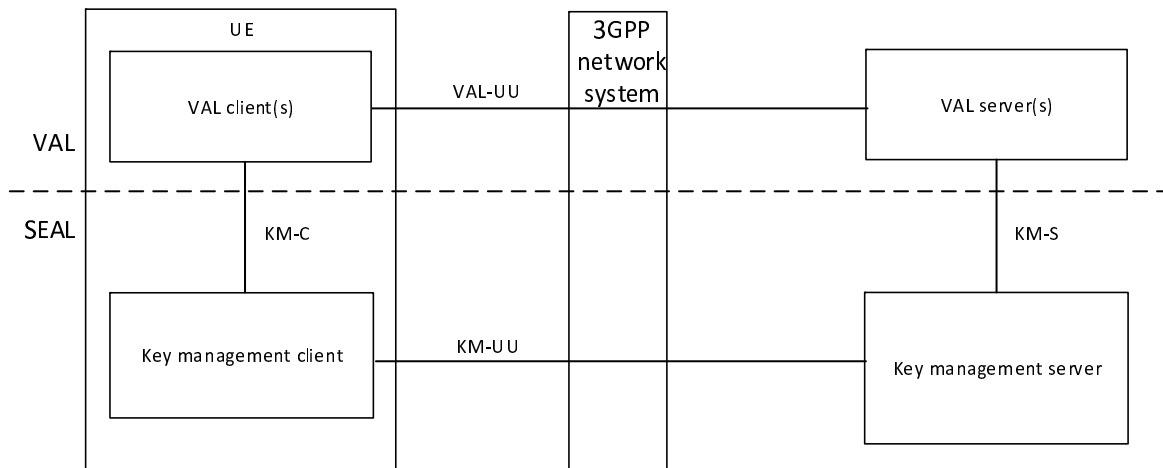 UE
3GPP
network
system
VAL client(s)
VAL-UU
VAL server(s)
VAL
SEAL
KM-C
KM-S
Key management client
KM-UU
Key management server